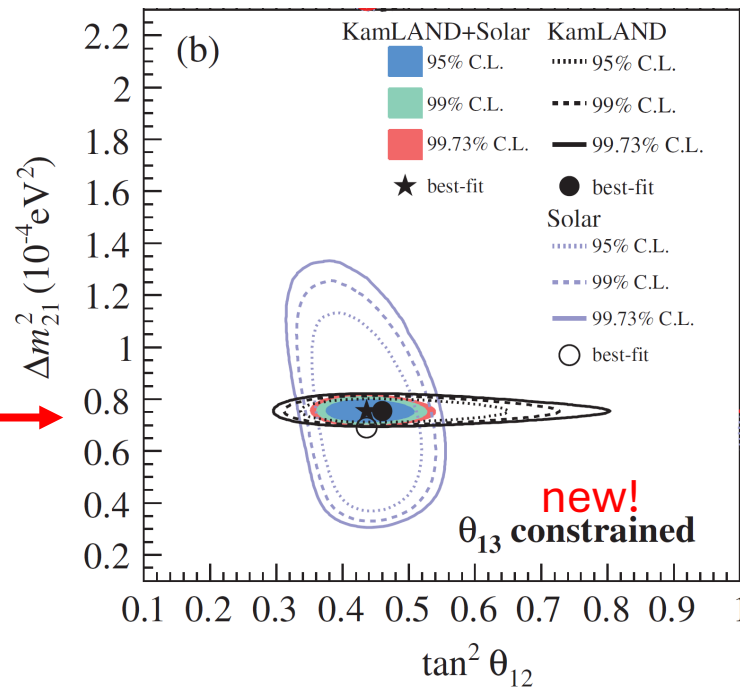 (b)
KamLAND+Solar
95% C.L.
99% C.L.
99.73% C.L.
best-fit
KamLAND
95% C.L.
99% C.L.
99.73% C.L.
best-fit
Solar
95% C.L.
99% C.L.
99.73% C.L.
best-fit
new!
θ₁₃ constrained
Δm²₂₁ (10⁻⁴eV²)
2.2
2
1.8
1.6
1.4
1.2
1
0.8
0.6
0.4
0.2
0.1 0.2 0.3 0.4 0.5 0.6 0.7 0.8 0.9 1
tan² θ₁₂